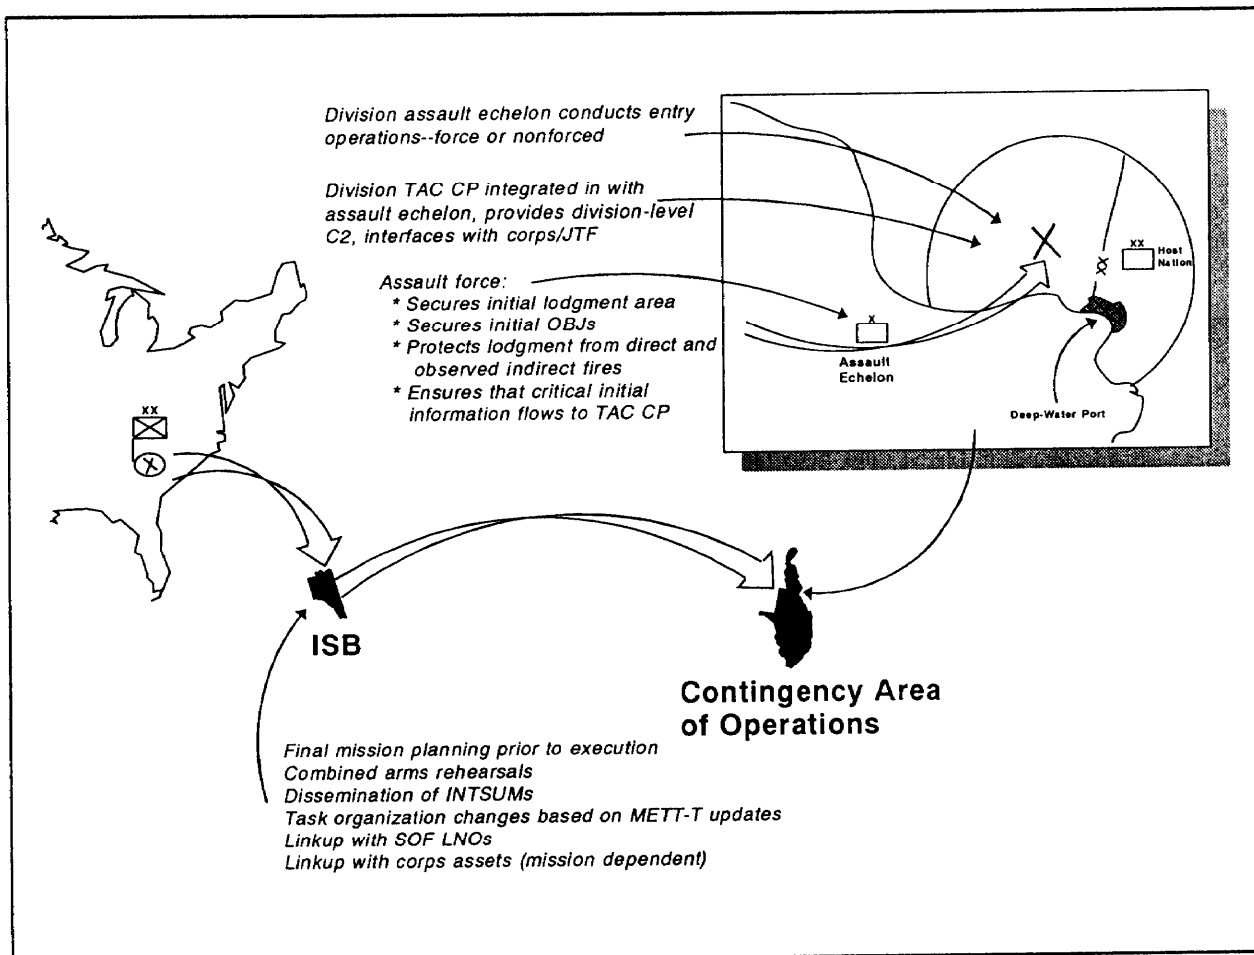 Division assault echelon conducts entry
operations--force or nonforced
Division TAC CP integrated in with
assault echelon, provides division-level
C2, interfaces with corps/JTF
Assault force:
* Secures initial lodgment area
* Secures initial OBJs
* Protects lodgment from direct and
observed indirect fires
* Ensures that critical initial
information flows to TAC CP
XX
Host
Nation
XX
X
Assault
Echelon
Deep-Water Port
XX
ISB
Contingency Area
of Operations
Final mission planning prior to execution
Combined arms rehearsals
Dissemination of INTSUMs
Task organization changes based on METT-T updates
Linkup with SOF LNOs
Linkup with corps assets (mission dependent)